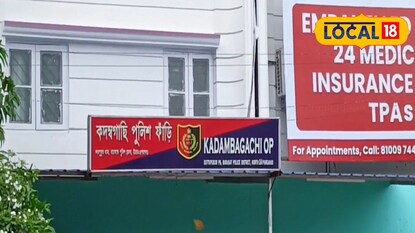 LOCAL 18
24 MEDIC
INSURANCE
TPAS
For Appointments, Call: 81009 744
কদম্বগাছি পুলিশ ফাঁড়ি
KADAMBAGACHI OP
DUTTAPUKUR PS, BARASAT POLICE DISTRICT, NORTH 24 PARGANAS